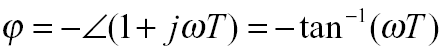 φ = −∠(1 + jωT) = −tan⁻¹(ωT)